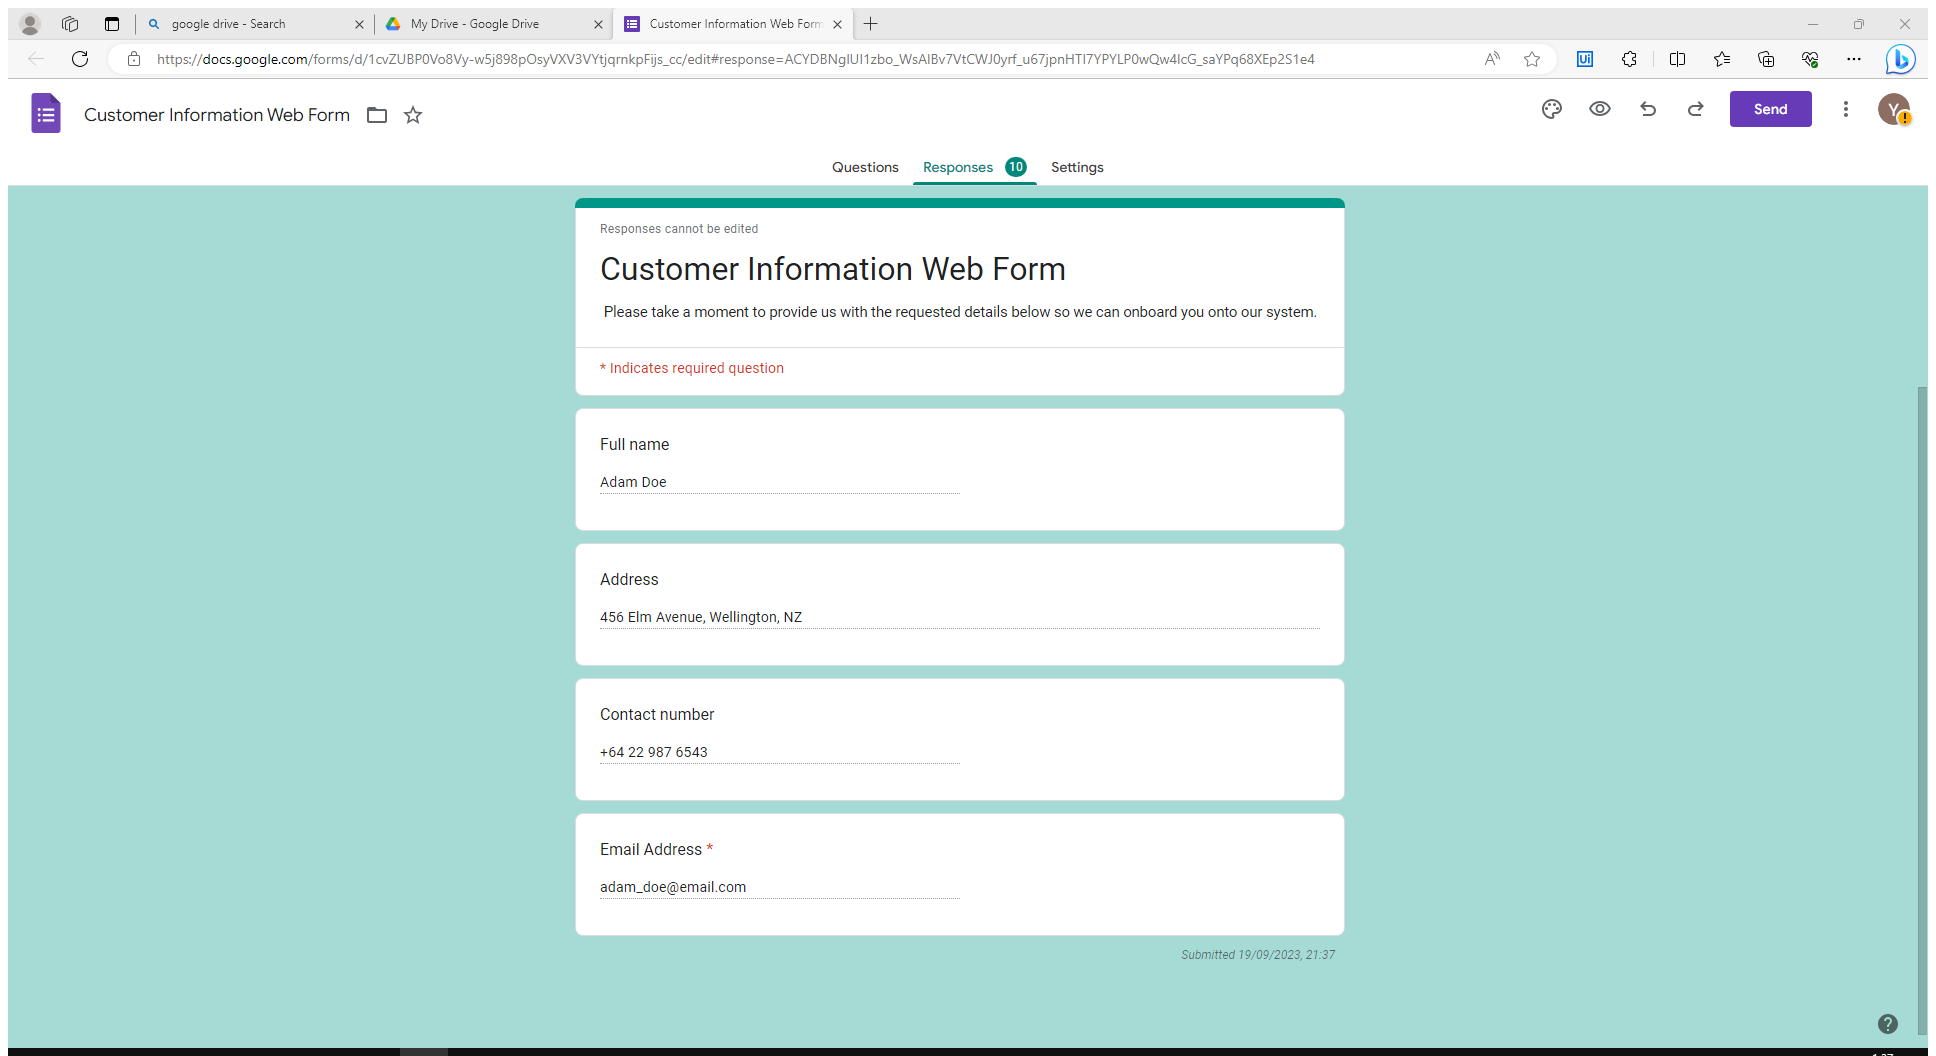 google drive - Search
My Drive - Google Drive
Customer Information Web Form
https://docs.google.com/forms/d/1cvZUBP0Vo8Vy-w5j898pOsyVXV3VYtjqrnkpFijs_cc/edit#response=ACYDBNgIUI1zbo_WsAIBv7VtCWJ0yrf_u67jpnHTI7YPYLP0wQw4lcG_saYPq68XEp2S1e4
Ui
Customer Information Web Form
Send
Y
Questions Responses 10 Settings
Responses cannot be edited
Customer Information Web Form
Please take a moment to provide us with the requested details below so we can onboard you onto our system.
* Indicates required question
Full name
Adam Doe
Address
456 Elm Avenue, Wellington, NZ
Contact number
+64 22 987 6543
Email Address *
adam_doe@email.com
Submitted 19/09/2023, 21:37